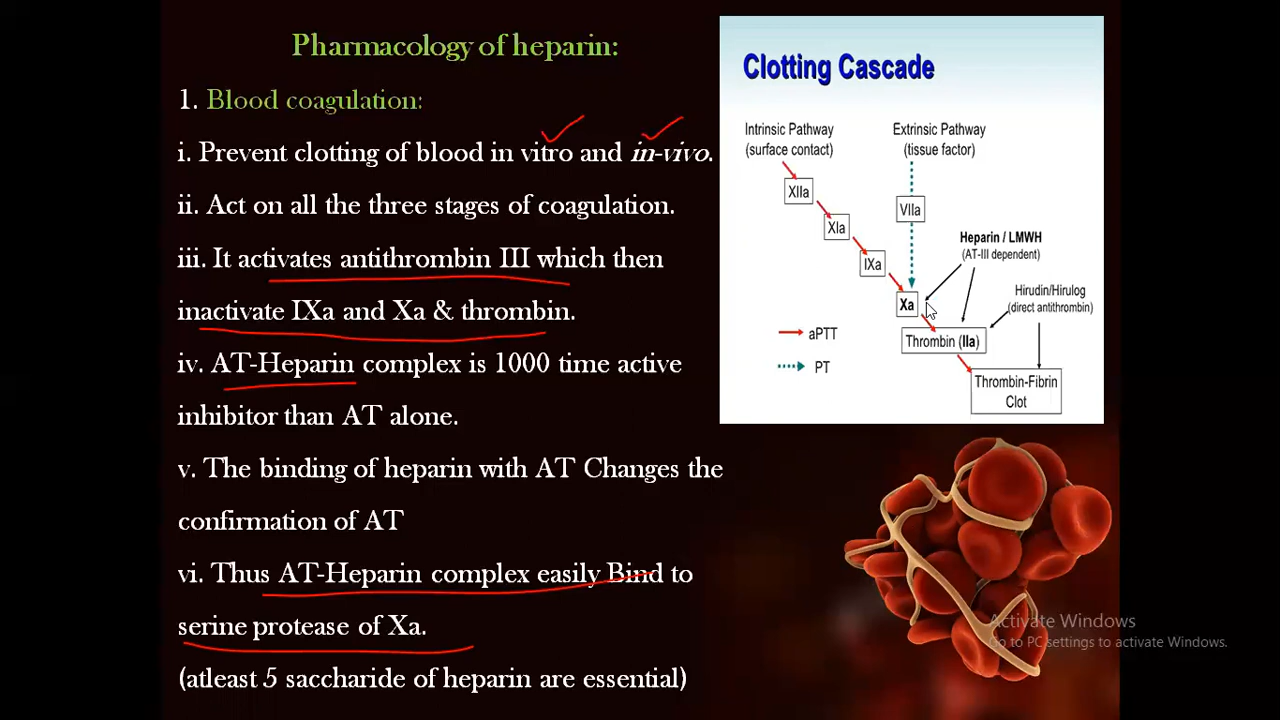 Pharmacology of heparin:
1. Blood coagulation:
i. Prevent clotting of blood in vitro and in-vivo.
ii. Act on all the three stages of coagulation.
iii. It activates antithrombin III which then
inactivate IXa and Xa & thrombin.
iv. AT-Heparin complex is 1000 time active
inhibitor than AT alone.
v. The binding of heparin with AT Changes the
confirmation of AT
vi. Thus AT-Heparin complex easily Bind to
serine protease of Xa.
(atleast 5 saccharide of heparin are essential)
Clotting Cascade
Intrinsic Pathway
(surface contact)
Extrinsic Pathway
(tissue factor)
XIIa
VIIa
XIa
Heparin / LMWH
(AT-III dependent)
IXa
Hirudin/Hirulog
(direct antithrombin)
Xa
aPTT
Thrombin (IIa)
PT
Thrombin-Fibrin
Clot
Activate Windows
Go to PC settings to activate Windows.